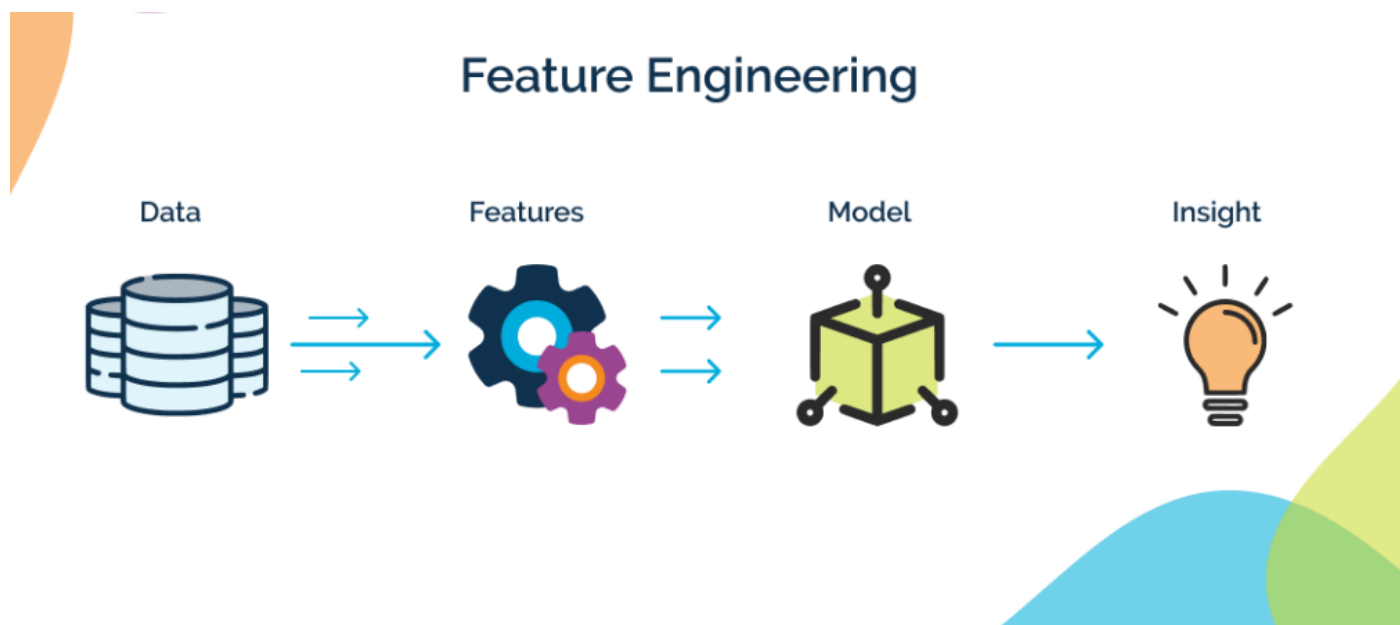 Feature Engineering
Data
Features
Model
Insight